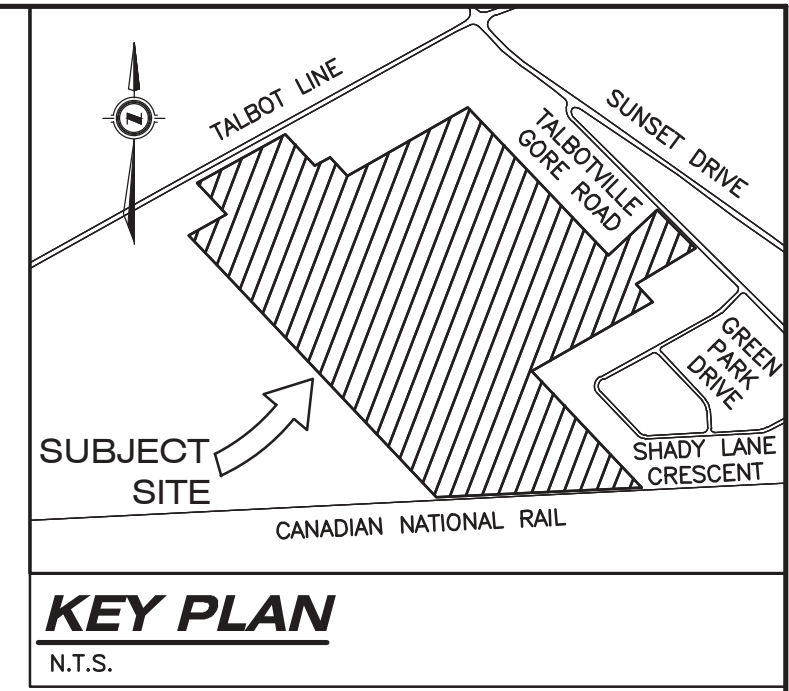 TALBOT LINE
SUNSET DRIVE
TALBOTVILLE
GORE ROAD
GREEN
PARK
DRIVE
SHADY LANE
CRESCENT
SUBJECT
SITE
CANADIAN NATIONAL RAIL
KEY PLAN
N.T.S.